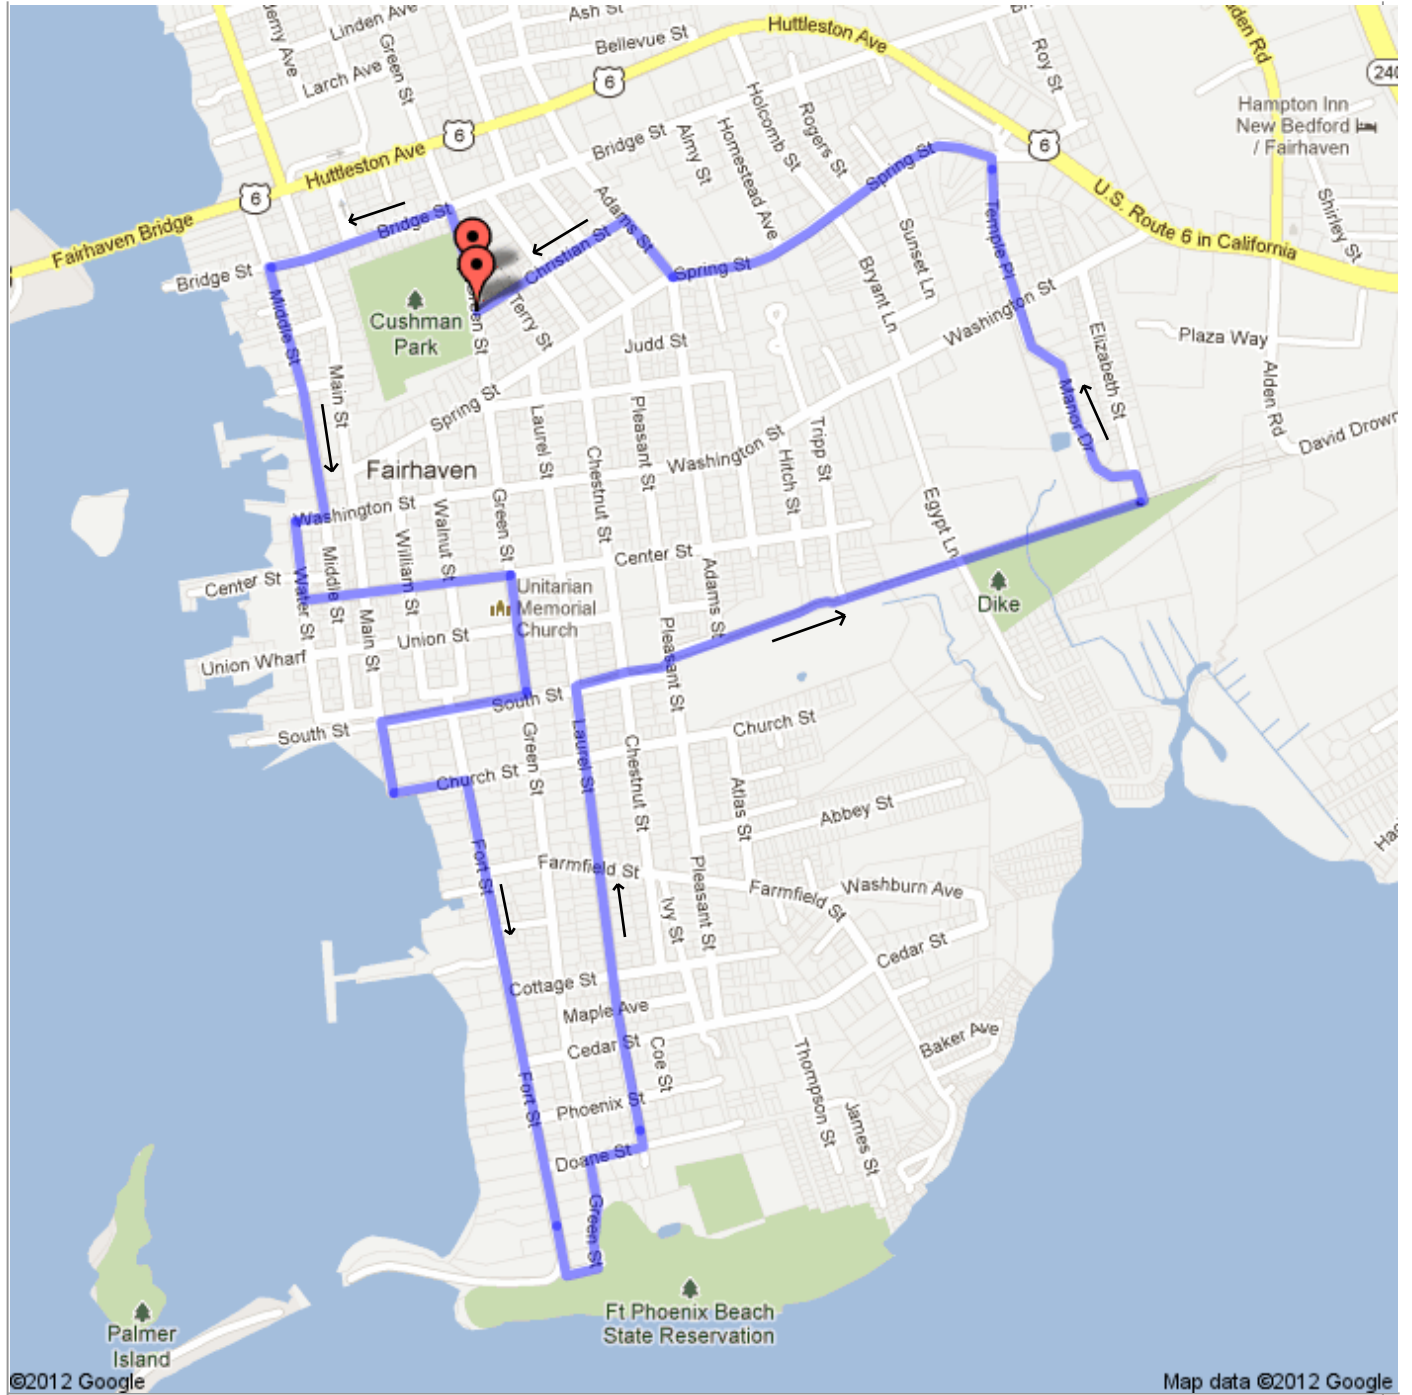 Linden Ave
Ash St
Bellevue St
Huttleston Ave
Green St
Larch Ave
Roy St
6
240
Hampton Inn
New Bedford
/ Fairhaven
Holcomb St
Rogers St
Homestead Ave
Almy St
Bridge St
6
6
Huttleston Ave
6
Spring St
U.S. Route 6 in California
Shirley St
Fairhaven Bridge
Bridge St
Adams St
Christian St
Temple Pl
Sunset Ln
Bridge St
Spring St
Bryant Ln
Washington St
Middle St
Cushman
Park
Green St
Terry St
Judd St
Elizabeth St
Plaza Way
Alden Rd
Main St
Spring St
Laurel St
Pleasant St
Tripp St
Manor Dr
David Drown
Fairhaven
Chestnut St
Washington St
Hitch St
Washington St
Walnut St
Green St
Egypt Ln
Center St
William St
Center St
Water St
Middle St
Unitarian
Memorial
Church
Adams St
Dike
Main St
Union St
Union Wharf
Pleasant St
South St
South St
Church St
Green St
Laurel St
Chestnut St
Church St
Atlas St
Abbey St
Fort St
Farmfield St
Pleasant St
Farmfield St
Washburn Ave
Ivy St
Cedar St
Cottage St
Maple Ave
Cedar St
Coe St
Thompson St
Baker Ave
Fort St
Phoenix St
James St
Doane St
Green St
Ft Phoenix Beach
State Reservation
Palmer
Island
©2012 Google
Map data ©2012 Google